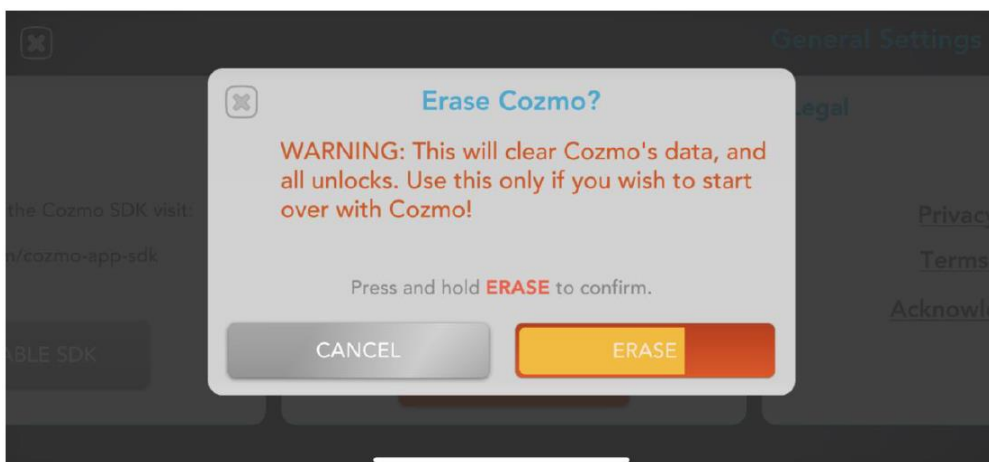 General Settings
Erase Cozmo?
Legal
WARNING: This will clear Cozmo's data, and
all unlocks. Use this only if you wish to start
over with Cozmo!
the Cozmo SDK visit:
/cozmo-app-sdk
Press and hold ERASE to confirm.
CANCEL
ERASE
ABLE SDK
Privac
Terms
Acknowl